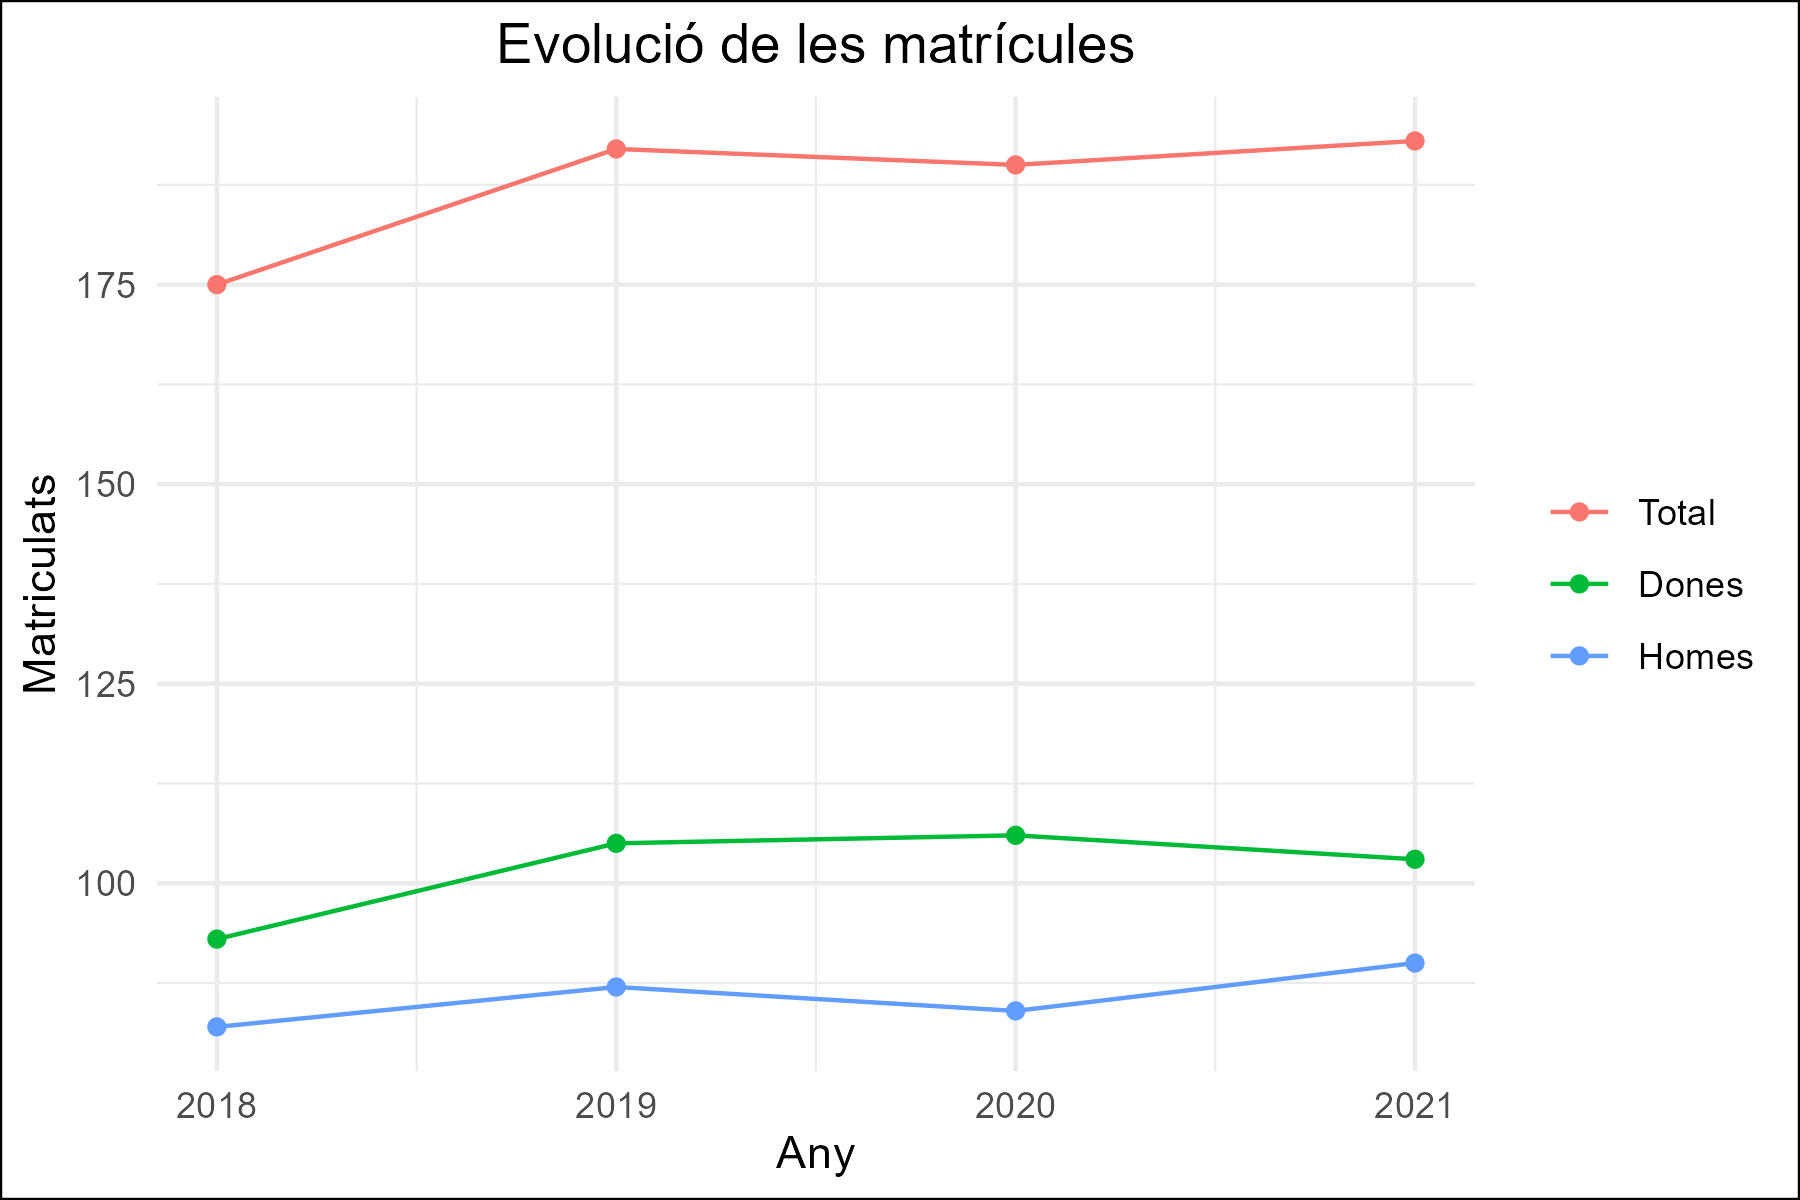 Evolució de les matrícules
Matriculats
175
150
125
100
2018
2019
2020
2021
Any
Total
Dones
Homes